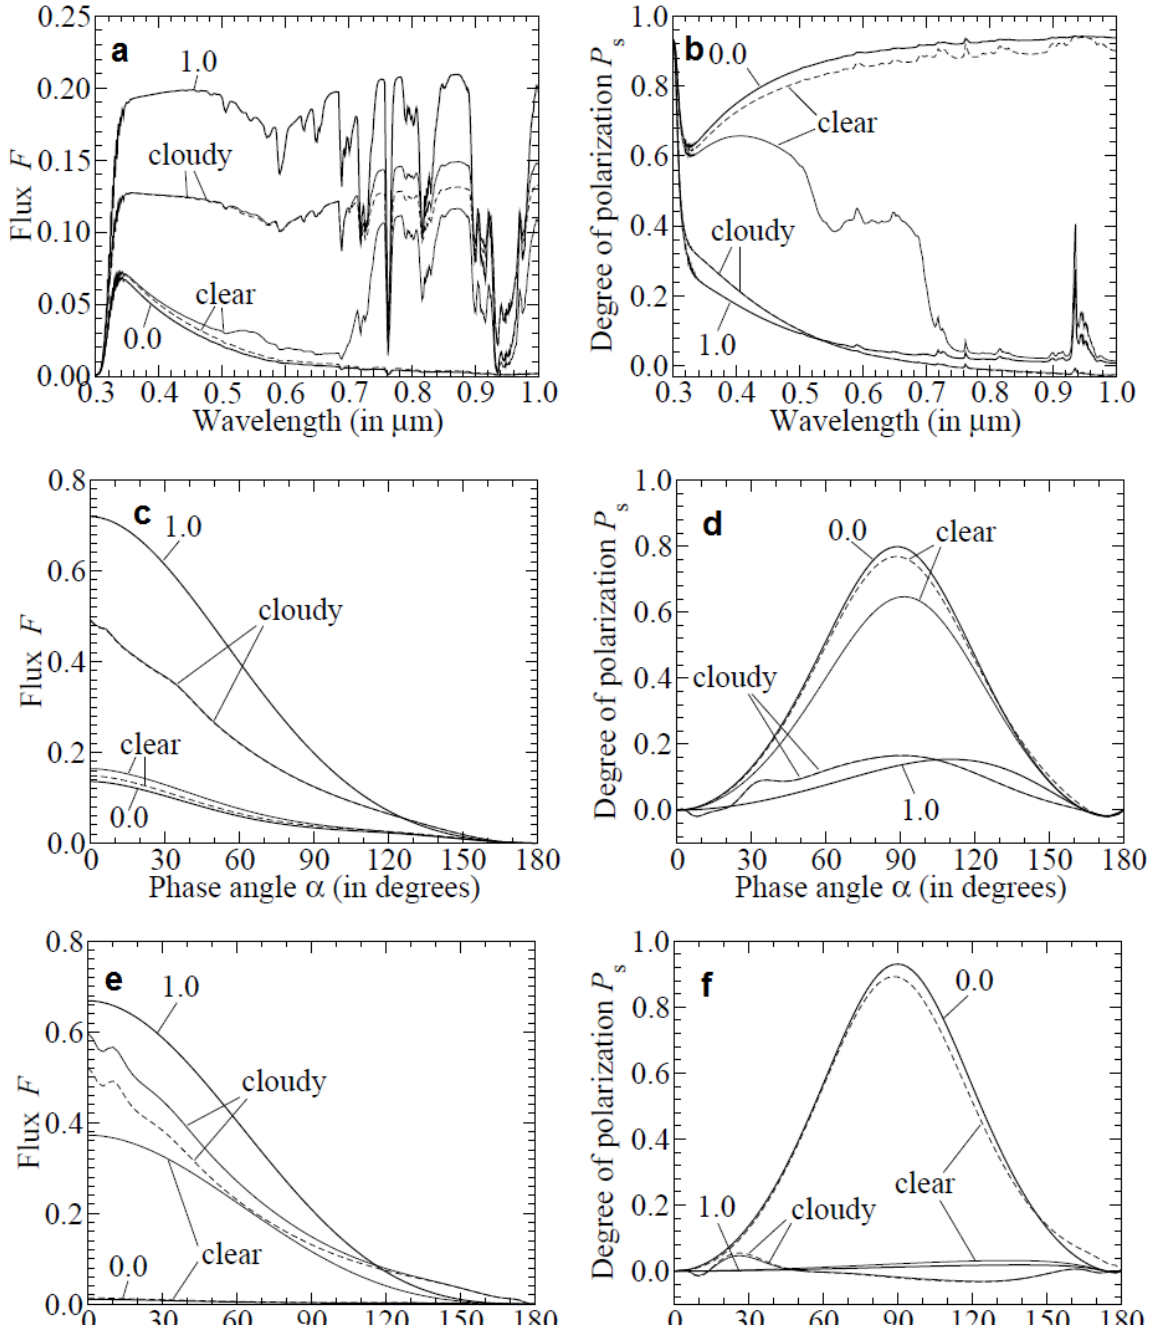 a
Flux F
0.25
0.20
0.15
0.10
0.05
0.00
1.0
cloudy
clear
0.0
0.3 0.4 0.5 0.6 0.7 0.8 0.9 1.0
Wavelength (in μm)
b
Degree of polarization Ps
1.0
0.8
0.6
0.4
0.2
0.0
0.0
clear
cloudy
1.0
0.3 0.4 0.5 0.6 0.7 0.8 0.9 1.0
Wavelength (in μm)
c
Flux F
0.8
0.6
0.4
0.2
0.0
1.0
cloudy
clear
0.0
0 30 60 90 120 150 180
Phase angle α (in degrees)
d
Degree of polarization Ps
1.0
0.8
0.6
0.4
0.2
0.0
0.0
clear
cloudy
1.0
0 30 60 90 120 150 180
Phase angle α (in degrees)
e
Flux F
0.8
0.6
0.4
0.2
0.0
1.0
cloudy
clear
0.0
0 30 60 90 120 150 180
f
Degree of polarization Ps
1.0
0.8
0.6
0.4
0.2
0.0
0.0
clear
1.0
cloudy
0 30 60 90 120 150 180